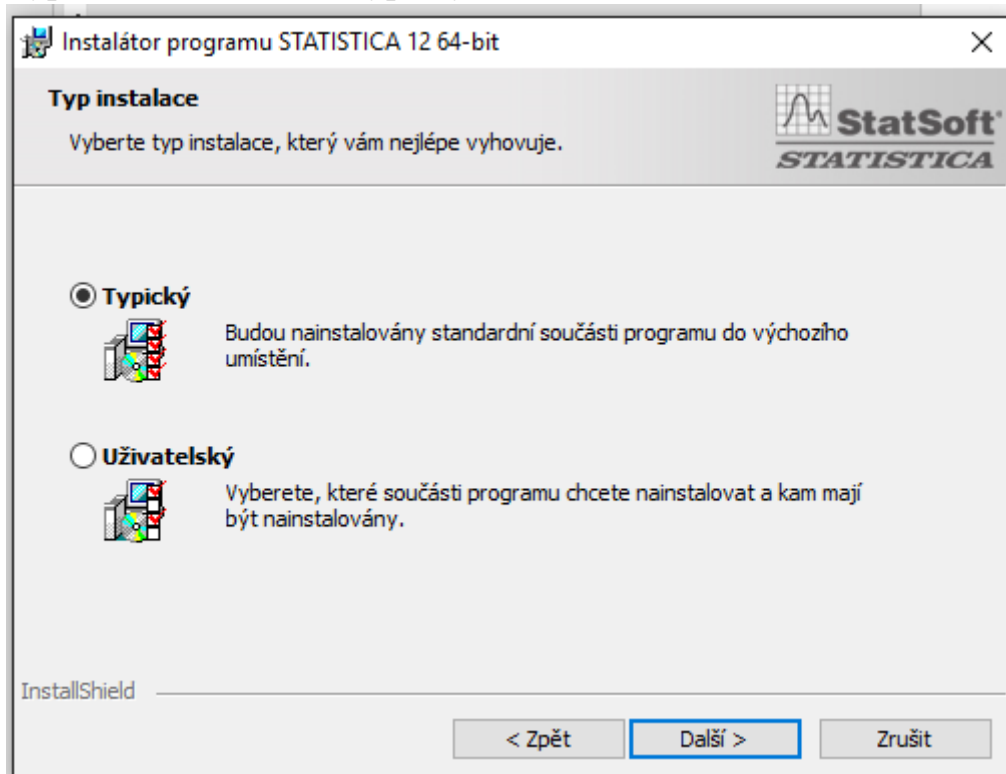 Instalátor programu STATISTICA 12 64-bit
Typ instalace
Vyberte typ instalace, který vám nejlépe vyhovuje.
StatSoft
STATISTICA
Typický
Budou nainstalovány standardní součásti programu do výchozího
umístění.
Uživatelský
Vyberete, které součásti programu chcete nainstalovat a kam mají
být nainstalovány.
InstallShield
< Zpět
Další >
Zrušit